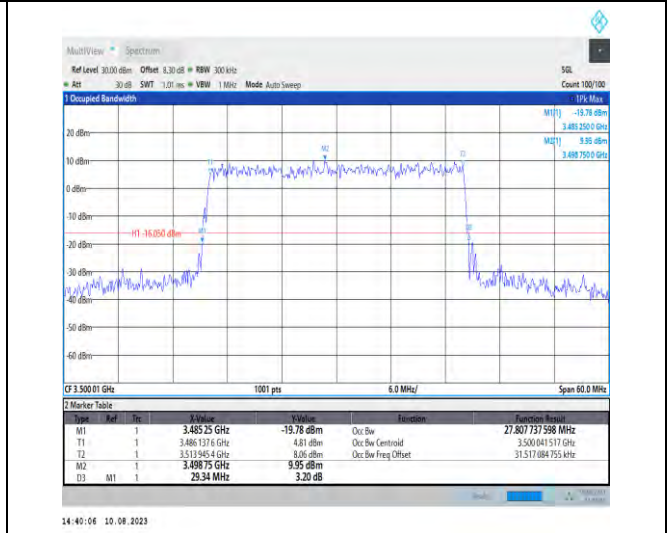 MultiView Spectrum
Ref Level 30.00 dBm Offset 8.30 dB RBW 300 kHz SGL
Att 30 dB SWT 1.01 ms VBW 1 MHz Mode Auto Sweep Count 100/100
1 Occupied Bandwidth 1Pk Max
M1[1] -19.78 dBm
3.485 250 0 GHz
M2[1] 9.95 dBm
3.498 750 0 GHz
20 dBm
10 dBm
0 dBm
-10 dBm
-20 dBm
-30 dBm
-40 dBm
-50 dBm
-60 dBm
M2
T1
T2
M1
H1 -16.050 dBm
CF 3.500 01 GHz 1001 pts 6.0 MHz/ Span 60.0 MHz
2 Marker Table
Type Ref Trc X-Value Y-Value Function Function Result
M1 1 3.485 25 GHz -19.78 dBm Occ Bw 27.807 737 598 MHz
T1 1 3.486 137 6 GHz 4.81 dBm Occ Bw Centroid 3.500 041 517 GHz
T2 1 3.513 945 4 GHz 8.06 dBm Occ Bw Freq Offset 31.517 084 755 kHz
M2 1 3.498 75 GHz 9.95 dBm
D3 M1 1 29.34 MHz 3.20 dB
14:40:06 10.08.2023